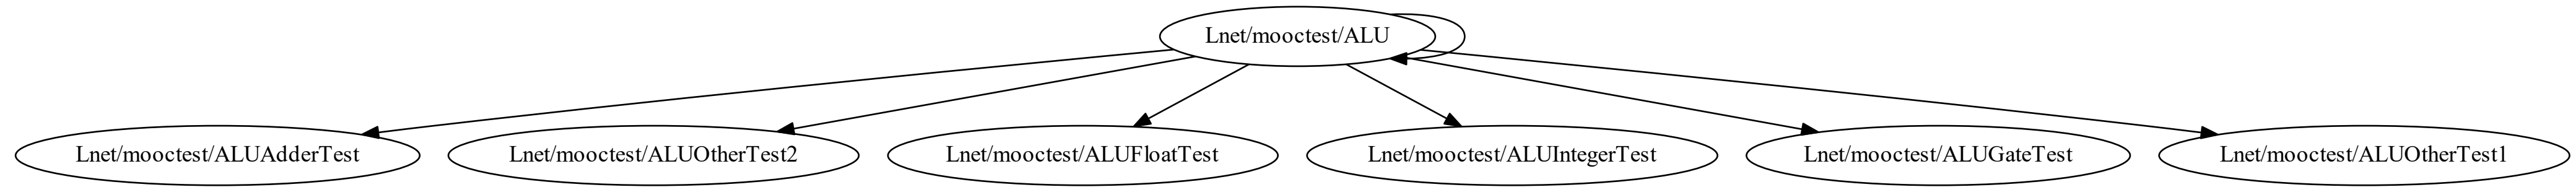 Lnet/mooctest/ALU
Lnet/mooctest/ALUAdderTest
Lnet/mooctest/ALUOtherTest2
Lnet/mooctest/ALUFloatTest
Lnet/mooctest/ALUIntegerTest
Lnet/mooctest/ALUGateTest
Lnet/mooctest/ALUOtherTest1